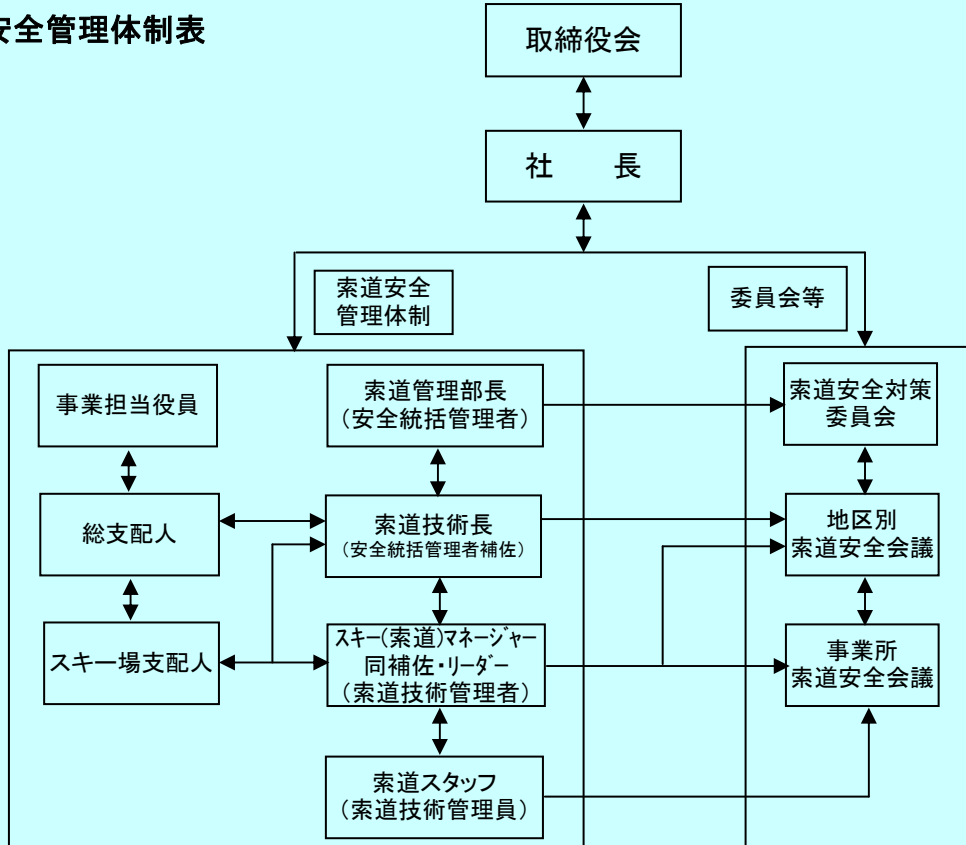 安全管理体制表
取締役会
社　　長
索道安全
管理体制
委員会等
事業担当役員
索道管理部長
（安全統括管理者）
索道安全対策
委員会
総支配人
索道技術長
（安全統括管理者補佐）
地区別
索道安全会議
スキー場支配人
スキー(索道)マネージャー
同補佐・リーダー
（索道技術管理者）
事業所
索道安全会議
索道スタッフ
（索道技術管理員）